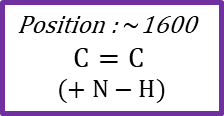 Position : ~ 1600
C = C
(+ N − H)